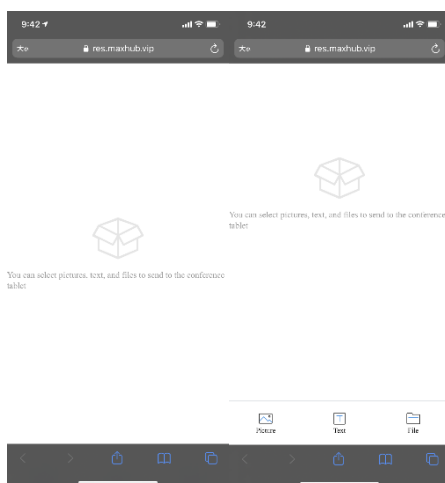 9:42
大ө res.maxhub.vip
You can select pictures, text, and files to send to the conference
tablet
9:42
res.maxhub.vip
You can select pictures, text, and files to send to the conference
tablet
Picture Text File